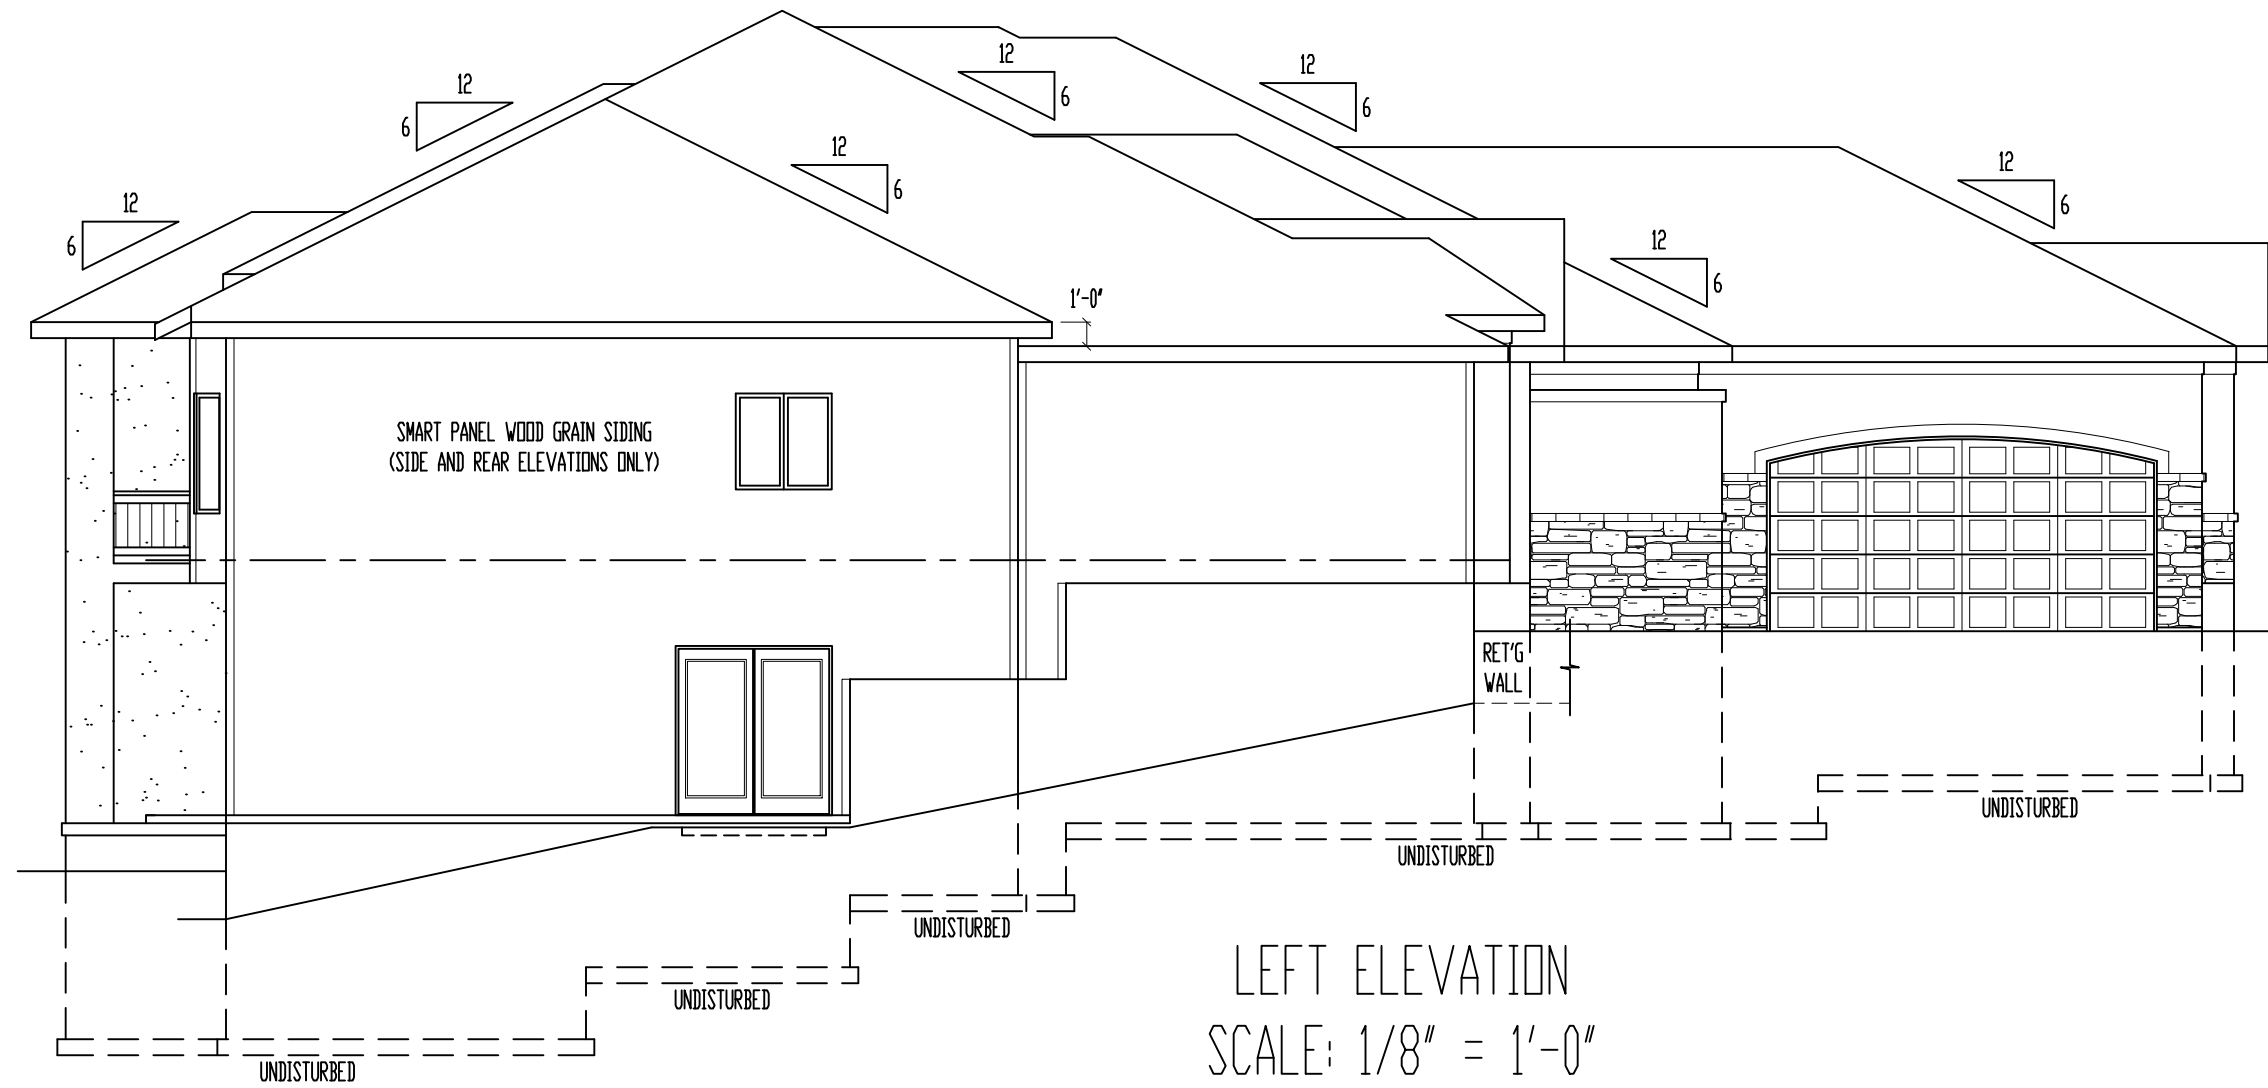 12
12
12
6
6
12
6
12
6
12
12
6
6
12
6
6
1'-0"
SMART PANEL WOOD GRAIN SIDING
(SIDE AND REAR ELEVATIONS ONLY)
RET'G
WALL
UNDISTURBED
UNDISTURBED
UNDISTURBED
UNDISTURBED
UNDISTURBED
LEFT ELEVATION
SCALE: 1/8" = 1'-0"